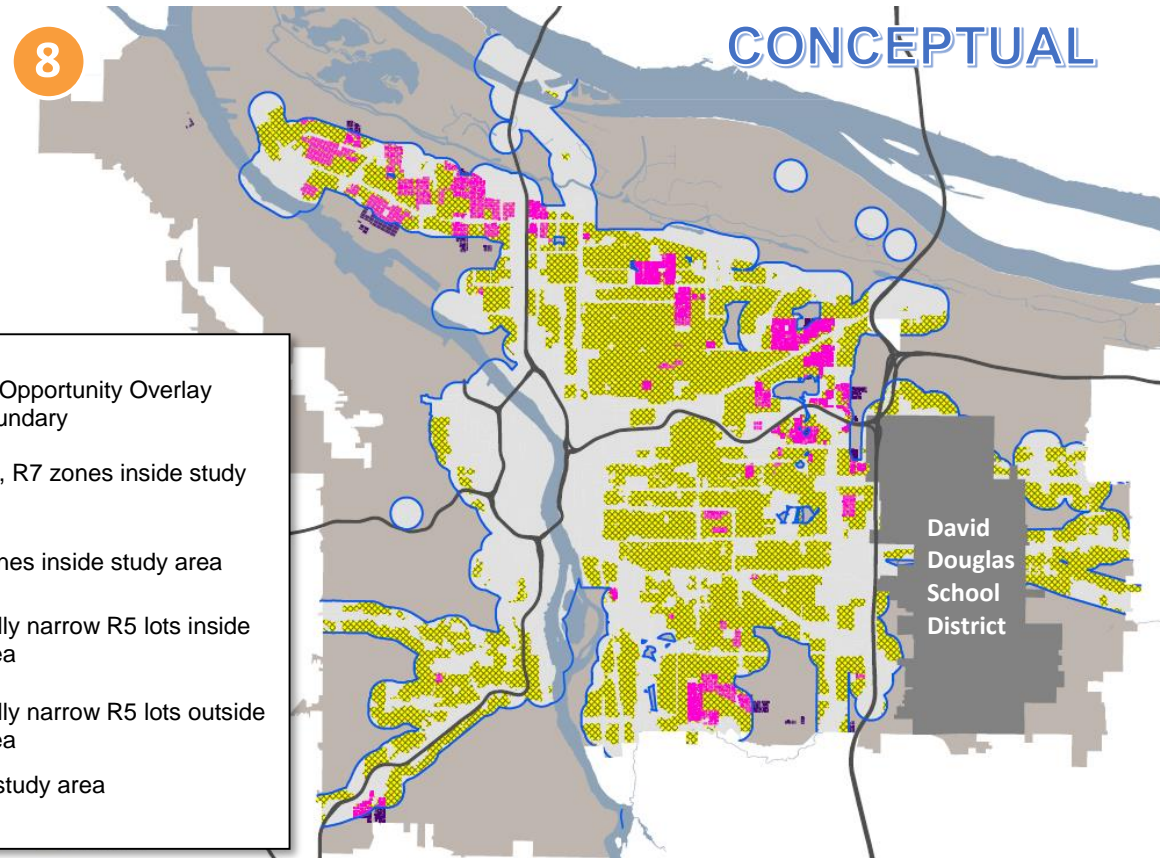 8
CONCEPTUAL
Opportunity Overlay
undary
, R7 zones inside study
nes inside study area
lly narrow R5 lots inside
ea
lly narrow R5 lots outside
ea
study area
David
Douglas
School
District